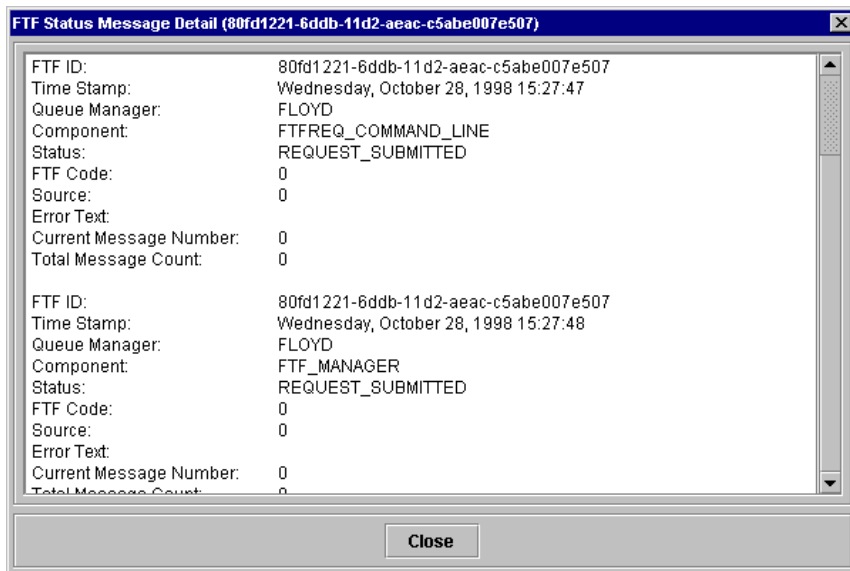 FTF Status Message Detail (80fd1221-6ddb-11d2-aeac-c5abe007e507)
FTF ID: 80fd1221-6ddb-11d2-aeac-c5abe007e507
Time Stamp: Wednesday, October 28, 1998 15:27:47
Queue Manager: FLOYD
Component: FTFREQ_COMMAND_LINE
Status: REQUEST_SUBMITTED
FTF Code: 0
Source: 0
Error Text:
Current Message Number: 0
Total Message Count: 0
FTF ID: 80fd1221-6ddb-11d2-aeac-c5abe007e507
Time Stamp: Wednesday, October 28, 1998 15:27:48
Queue Manager: FLOYD
Component: FTF_MANAGER
Status: REQUEST_SUBMITTED
FTF Code: 0
Source: 0
Error Text:
Current Message Number: 0
Total Message Count: 0
Close